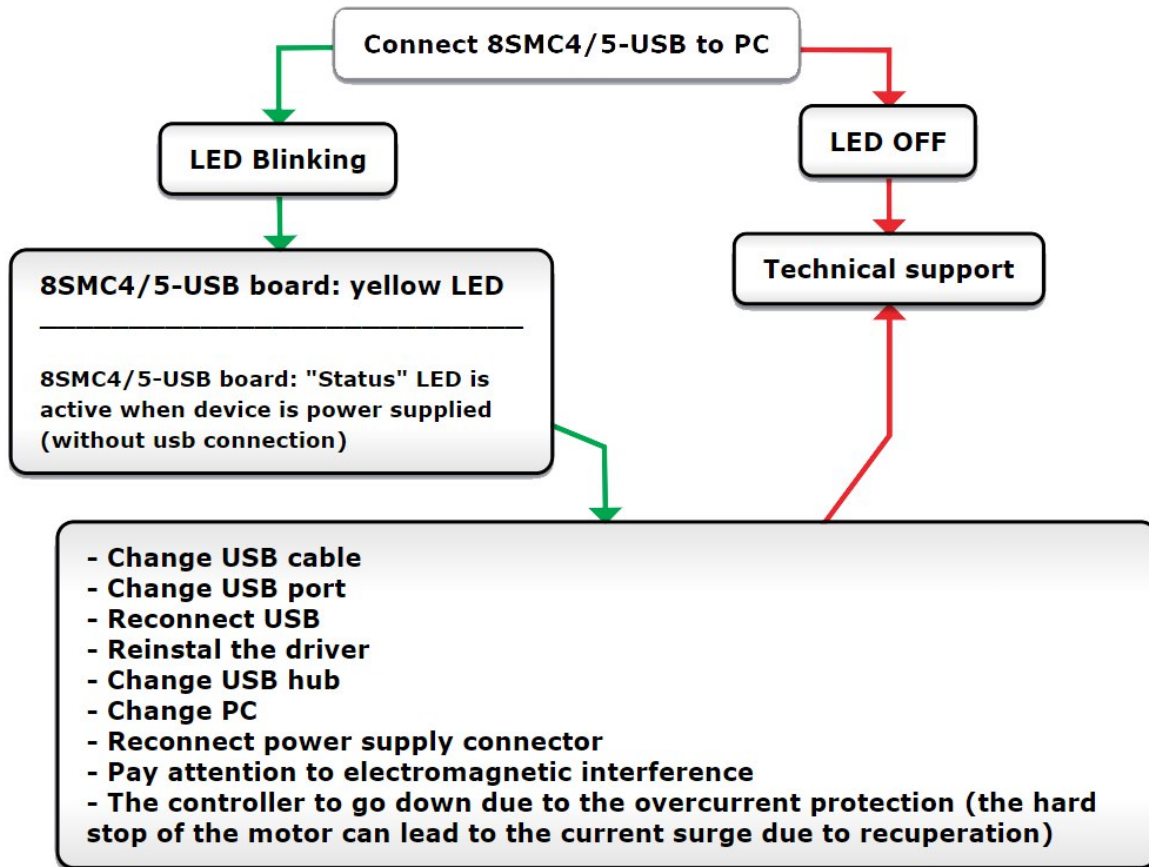 Connect 8SMC4/5-USB to PC
LED Blinking
LED OFF
8SMC4/5-USB board: yellow LED
8SMC4/5-USB board: "Status" LED is
active when device is power supplied
(without usb connection)
Technical support
- Change USB cable
- Change USB port
- Reconnect USB
- Reinstal the driver
- Change USB hub
- Change PC
- Reconnect power supply connector
- Pay attention to electromagnetic interference
- The controller to go down due to the overcurrent protection (the hard
stop of the motor can lead to the current surge due to recuperation)